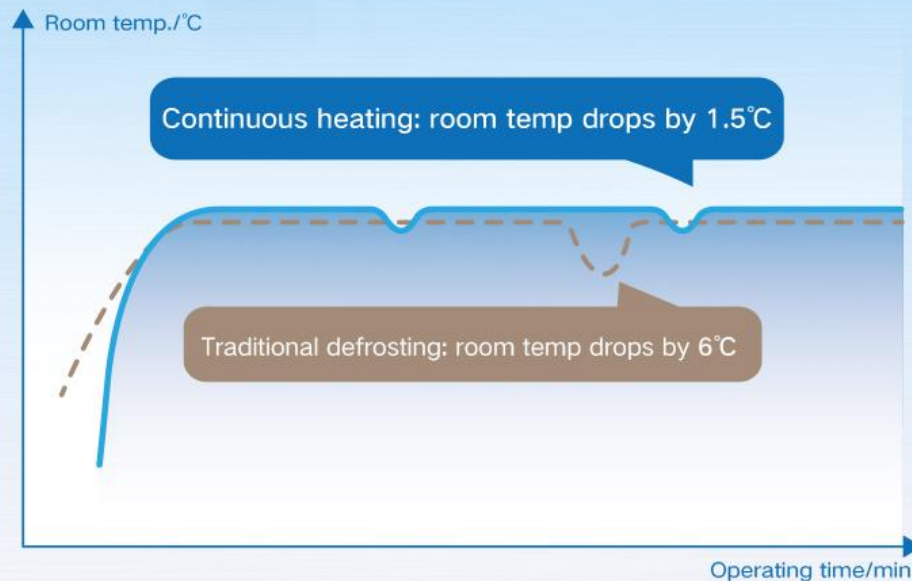 Room temp./℃
Continuous heating: room temp drops by 1.5℃
Traditional defrosting: room temp drops by 6℃
Operating time/min